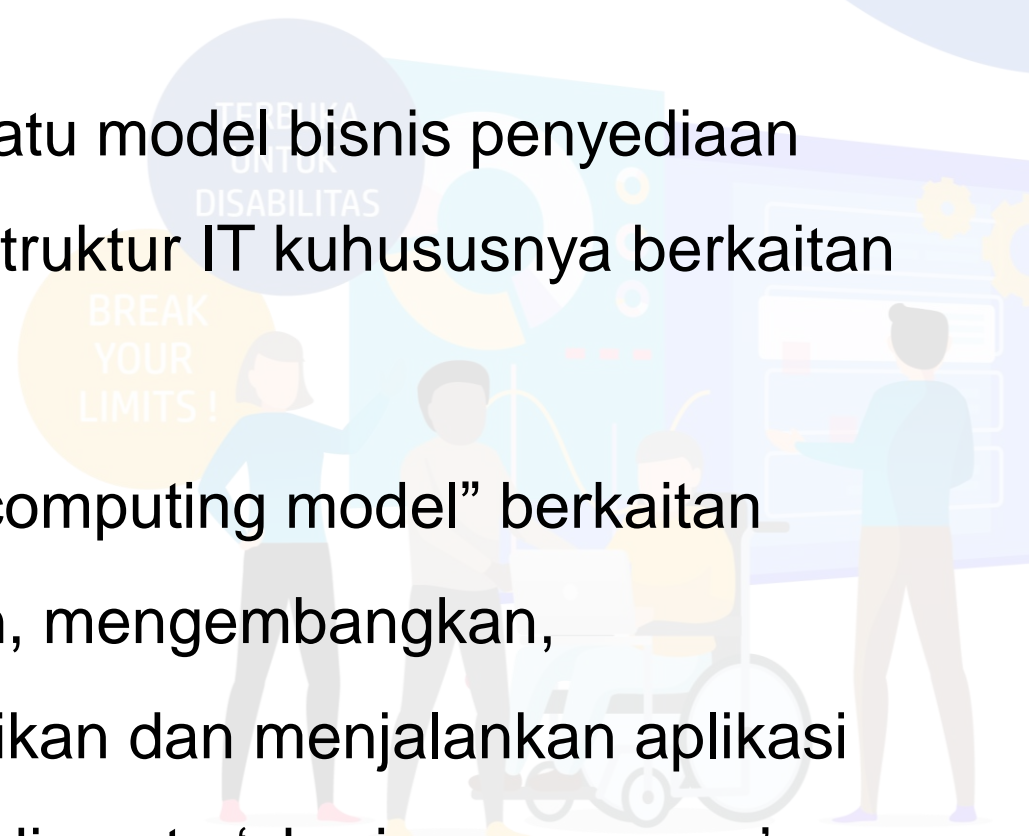 atu model bisnis penyediaan
truktur IT kuhususnya berkaitan
computing model” berkaitan
, mengembangkan,
ikan dan menjalankan aplikasi
TERBUKA
UNTUK
DISABILITAS
BREAK
YOUR
LIMITS !